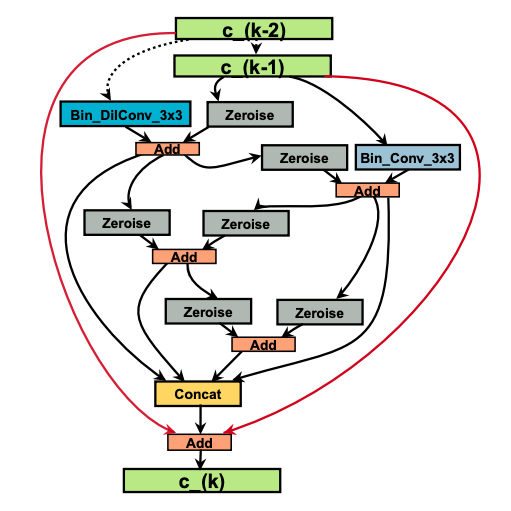 c_(k-2)
c_(k-1)
Bin_DilConv_3x3
Zeroise
Add
Zeroise
Bin_Conv_3x3
Add
Zeroise
Zeroise
Add
Zeroise
Zeroise
Add
Concat
Add
c_(k)